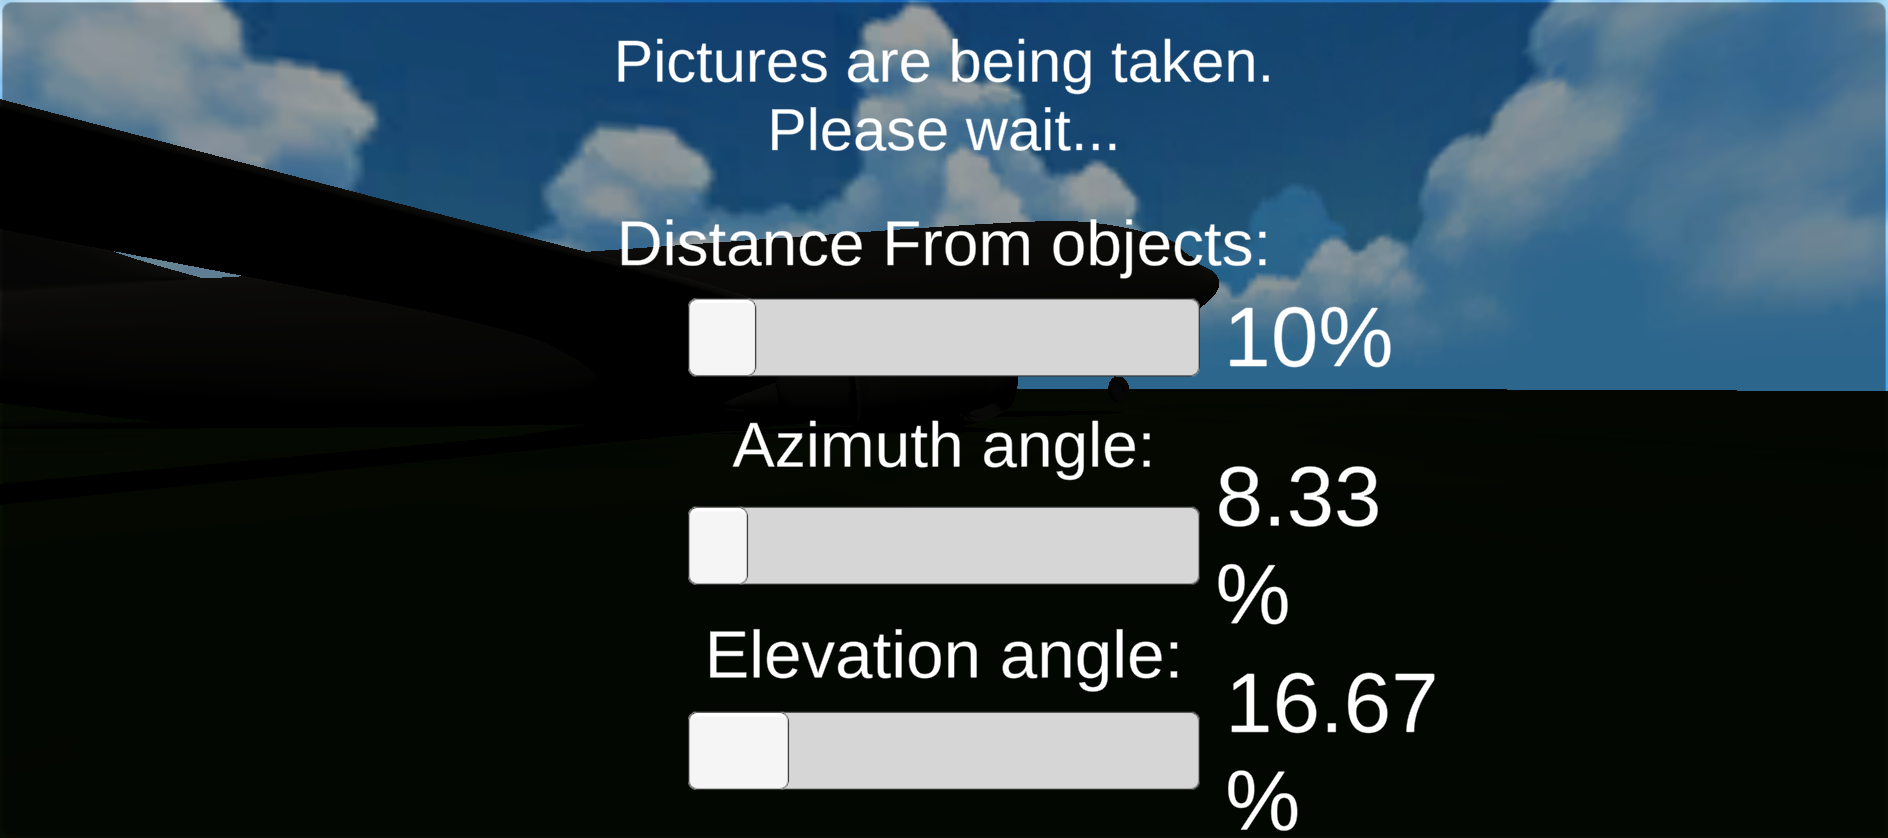 Pictures are being taken.
Please wait...
Distance From objects:
10%
Azimuth angle:
8.33
%
Elevation angle:
16.67
%